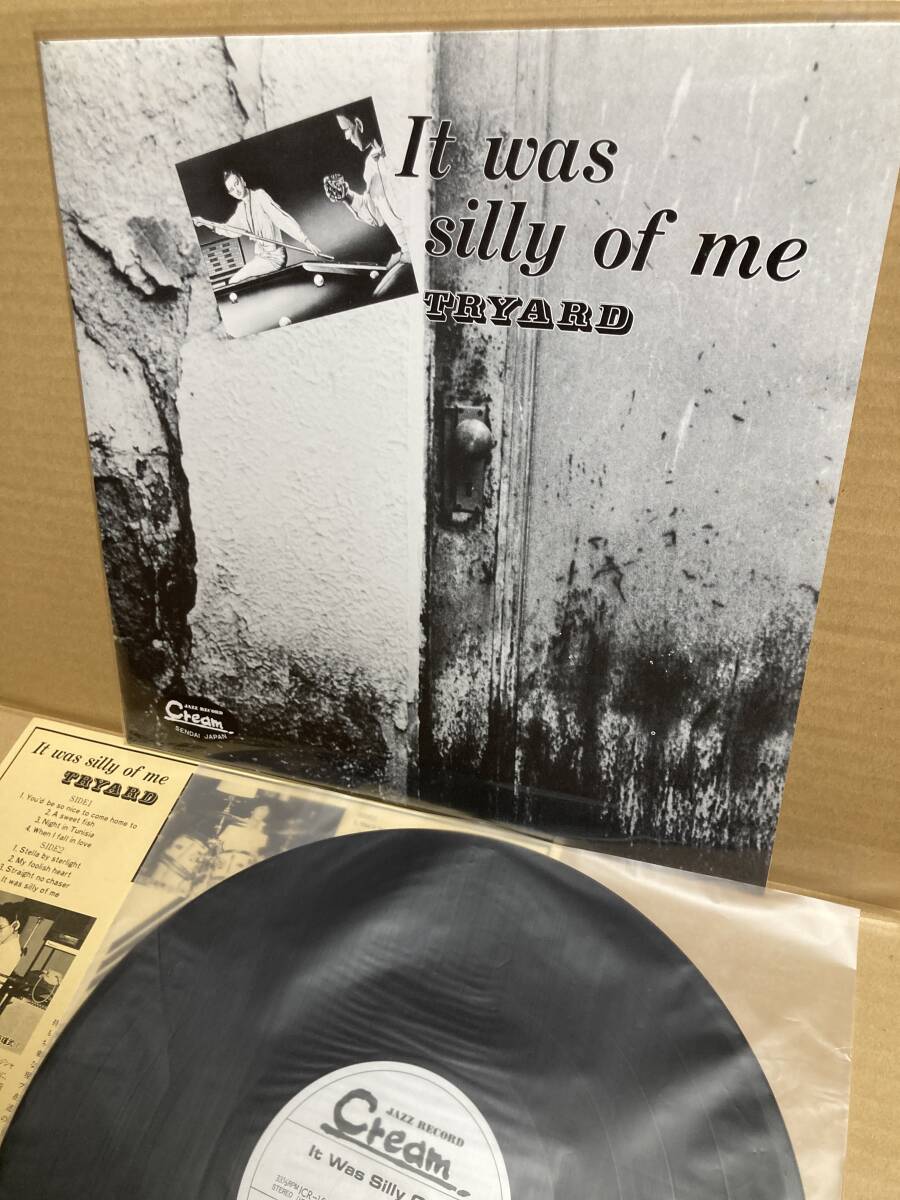 It was
silly of me
TRYARD
JAZZ RECORD
Cream
SENDAI JAPAN
It was silly of me
TRYARD
SIDE1
1. You'd be so nice to come home to
2. A sweet fish
3. Night in Tunisia
4. When I fall in love
SIDE2
1. Stella by sterlight
2. My foolish heart
3. Straight no chaser
It was silly of me
JAZZ RECORD
Cream
It Was Silly
33⅓RPM
STEREO